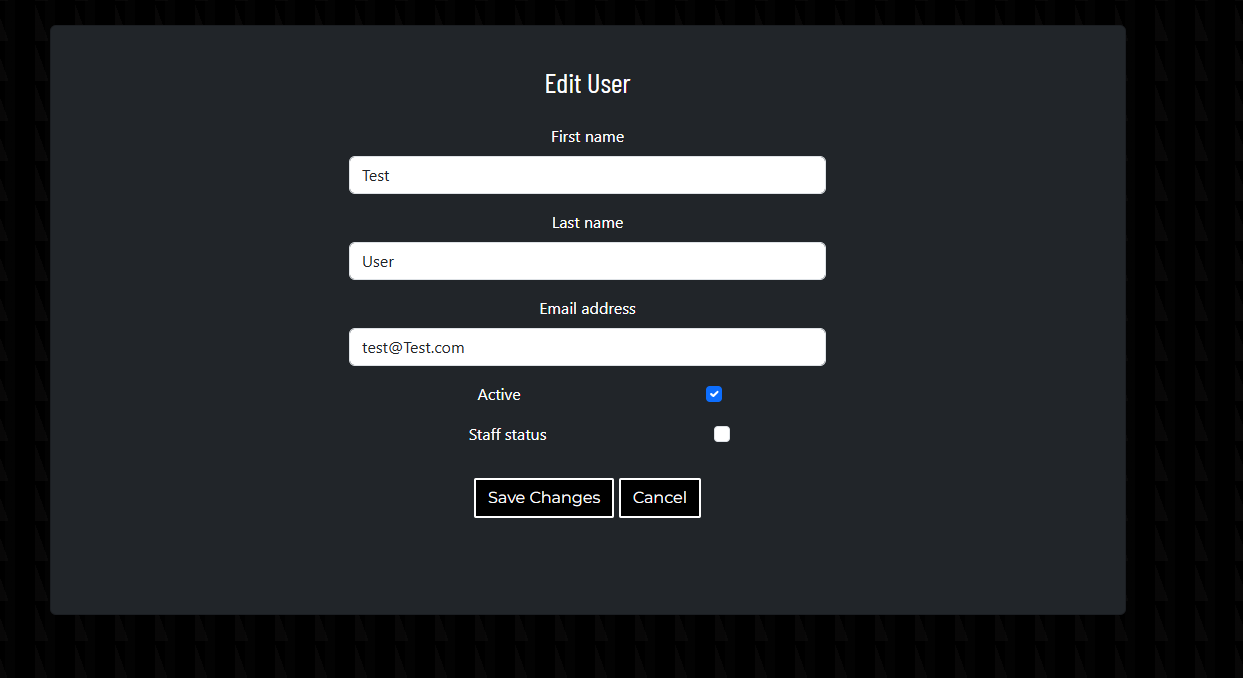 Edit User
First name
Test
Last name
User
Email address
test@Test.com
Active
Staff status
Save Changes Cancel